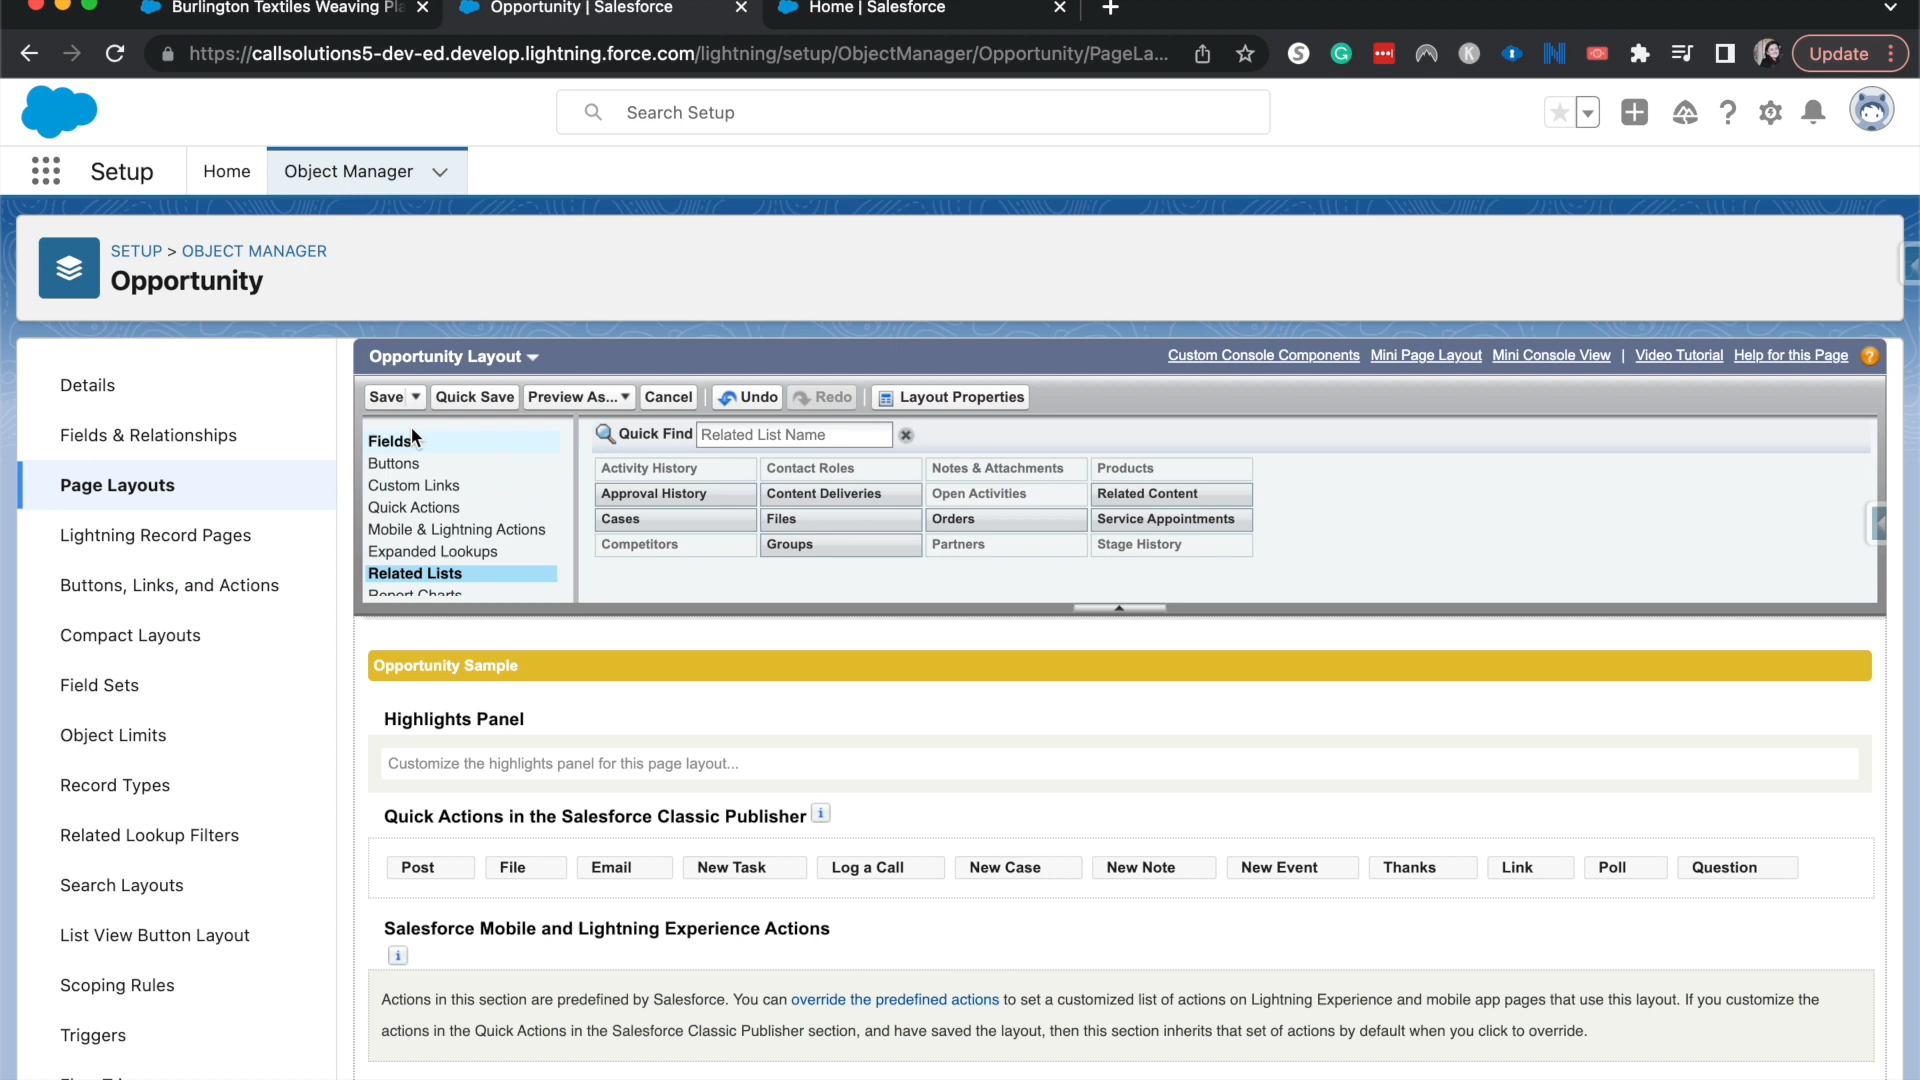 Burlington Textiles Weaving Pla
Opportunity | Salesforce
Home | Salesforce
https://callsolutions5-dev-ed.develop.lightning.force.com/lightning/setup/ObjectManager/Opportunity/PageLa...
Update
Search Setup
Setup
Home
Object Manager
SETUP > OBJECT MANAGER
Opportunity
Details
Fields & Relationships
Page Layouts
Lightning Record Pages
Buttons, Links, and Actions
Compact Layouts
Field Sets
Object Limits
Record Types
Related Lookup Filters
Search Layouts
List View Button Layout
Scoping Rules
Triggers
Opportunity Layout
Custom Console Components Mini Page Layout Mini Console View | Video Tutorial Help for this Page ?
Save Quick Save Preview As... Cancel Undo Redo Layout Properties
Fields
Buttons
Custom Links
Quick Actions
Mobile & Lightning Actions
Expanded Lookups
Related Lists
Report Charts
Quick Find Related List Name
Activity History Contact Roles Notes & Attachments Products
Approval History Content Deliveries Open Activities Related Content
Cases Files Orders Service Appointments
Competitors Groups Partners Stage History
Opportunity Sample
Highlights Panel
Customize the highlights panel for this page layout...
Quick Actions in the Salesforce Classic Publisher i
Post File Email New Task Log a Call New Case New Note New Event Thanks Link Poll Question
Salesforce Mobile and Lightning Experience Actions
i
Actions in this section are predefined by Salesforce. You can override the predefined actions to set a customized list of actions on Lightning Experience and mobile app pages that use this layout. If you customize the
actions in the Quick Actions in the Salesforce Classic Publisher section, and have saved the layout, then this section inherits that set of actions by default when you click to override.